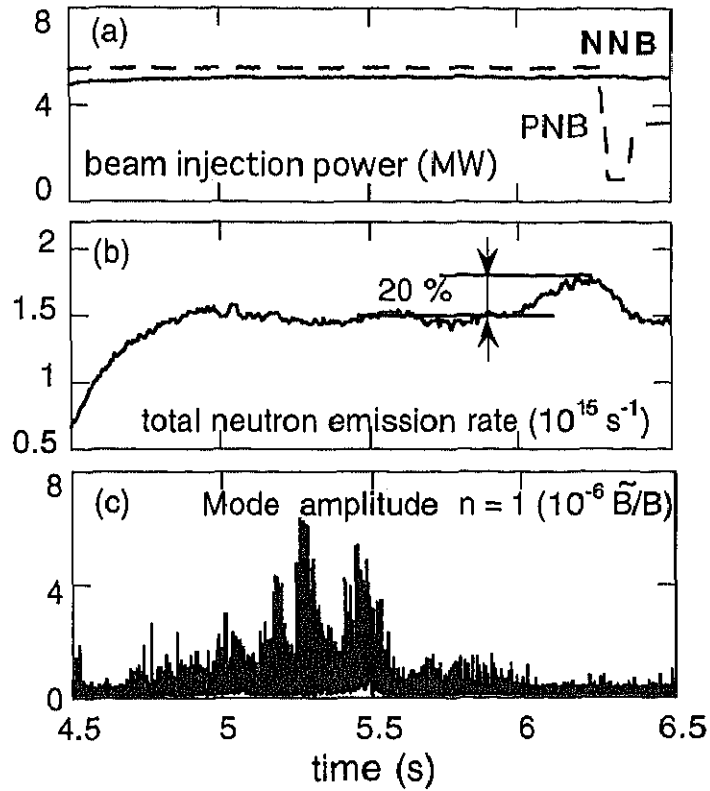 8
(a)
NNB
4
PNB
beam injection power (MW)
0
2
(b)
20 %
1.5
1
total neutron emission rate (10¹⁵ s⁻¹)
0.5
8
(c) Mode amplitude n = 1 (10⁻⁶ B̃/B)
4
0
4.5 5 5.5 6 6.5
time (s)